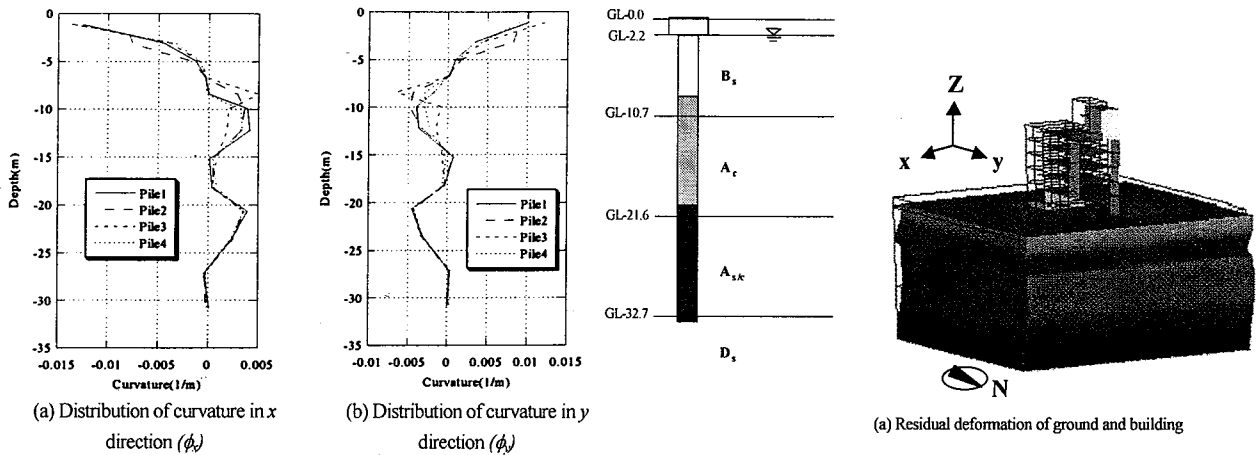 0
-5
-10
-15
-20
-25
-30
-35
Depth(m)
Pile1
Pile2
Pile3
Pile4
-0.015 -0.01 -0.005 0 0.005
Curvature(1/m)
(a) Distribution of curvature in x
direction (ϕx)
0
-5
-10
-15
-20
-25
-30
-35
Depth(m)
Pile1
Pile2
Pile3
Pile4
-0.01 -0.005 0 0.005 0.01 0.015
Curvature(1/m)
(b) Distribution of curvature in y
direction (ϕy)
GL-0.0
GL-2.2
Bs
GL-10.7
Ac
GL-21.6
As/c
GL-32.7
Ds
Z
x y
N
(a) Residual deformation of ground and building